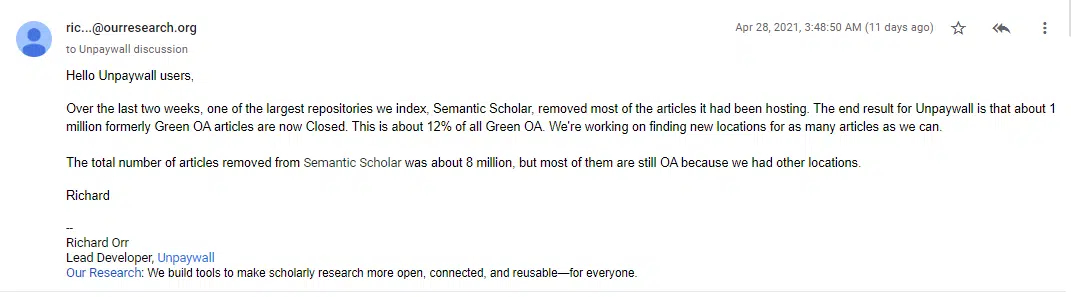 ric...@ourresearch.org
Apr 28, 2021, 3:48:50 AM (11 days ago)
to Unpaywall discussion
Hello Unpaywall users,
Over the last two weeks, one of the largest repositories we index, Semantic Scholar, removed most of the articles it had been hosting. The end result for Unpaywall is that about 1
million formerly Green OA articles are now Closed. This is about 12% of all Green OA. We're working on finding new locations for as many articles as we can.
The total number of articles removed from Semantic Scholar was about 8 million, but most of them are still OA because we had other locations.
Richard
--
Richard Orr
Lead Developer, Unpaywall
Our Research: We build tools to make scholarly research more open, connected, and reusable—for everyone.